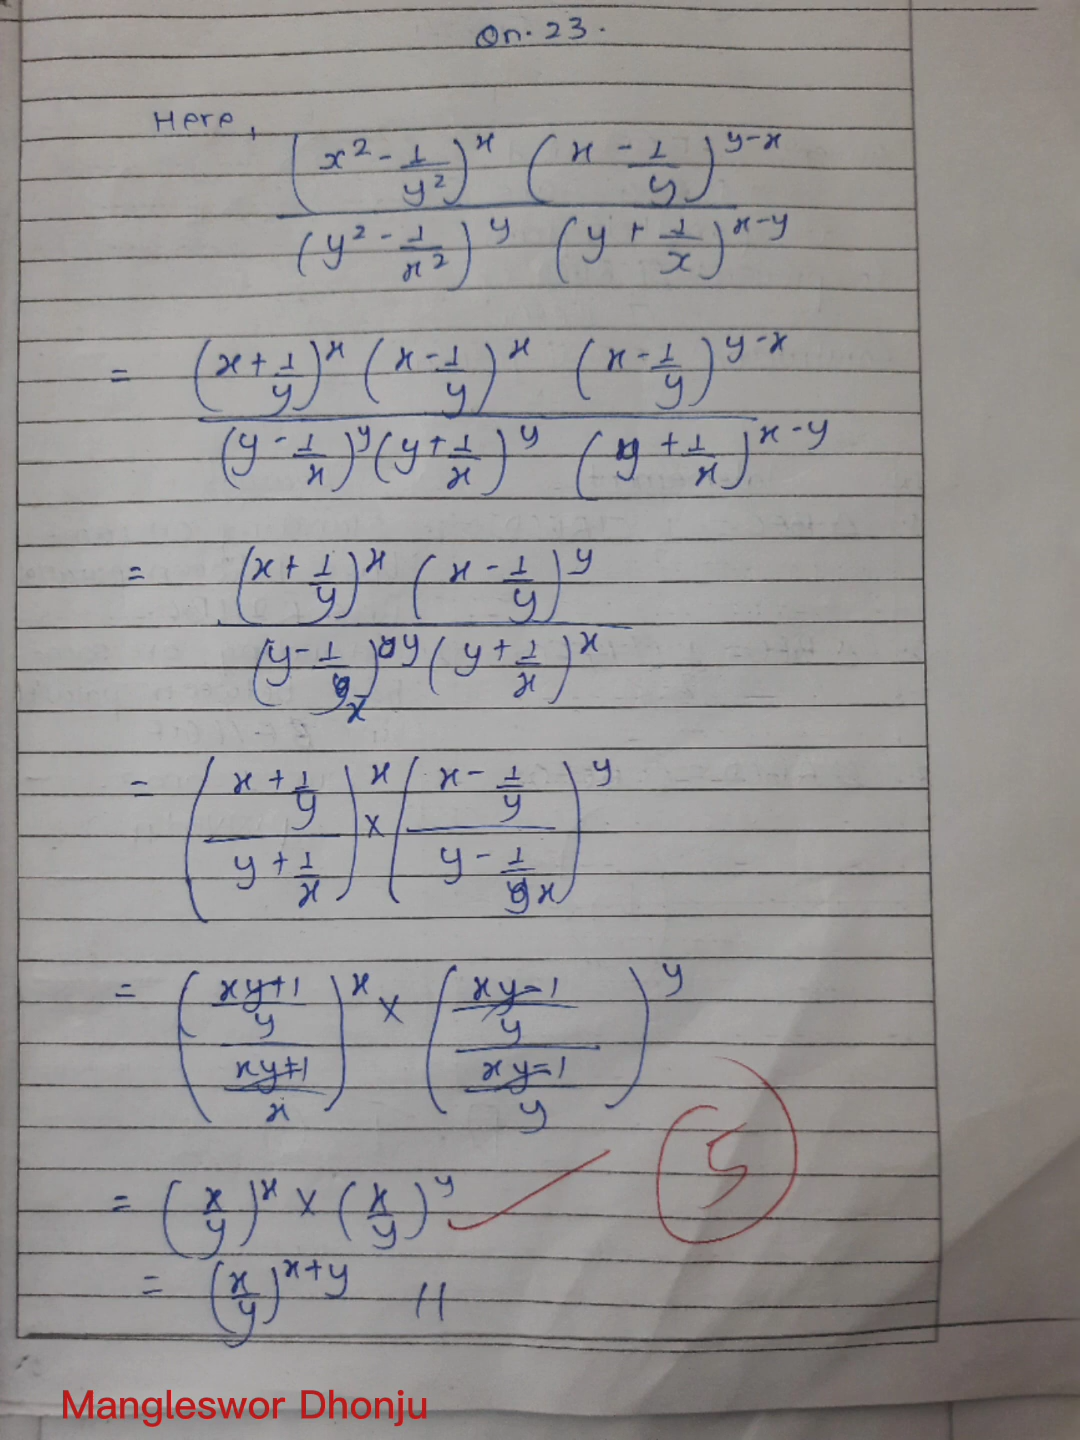 Qn. 23.
Here,
(x² - 1/y²)^x (x - 1/y)^(y-x)
(y² - 1/x²)^y (y + 1/x)^(x-y)
= (x + 1/y)^x (x - 1/y)^x (x - 1/y)^(y-x)
(y - 1/x)^y (y + 1/x)^y (y + 1/x)^(x-y)
= (x + 1/y)^x (x - 1/y)^y
(y - 1/x)^y (y + 1/x)^x
= ((x + 1/y)/(y + 1/x))^x × ((x - 1/y)/(y - 1/x))^y
= (((xy+1)/y)/((xy+1)/x))^x × (((xy-1)/y)/((xy-1)/y))^y
5
= (x/y)^x × (x/y)^y
= (x/y)^(x+y) //
Mangleswor Dhonju